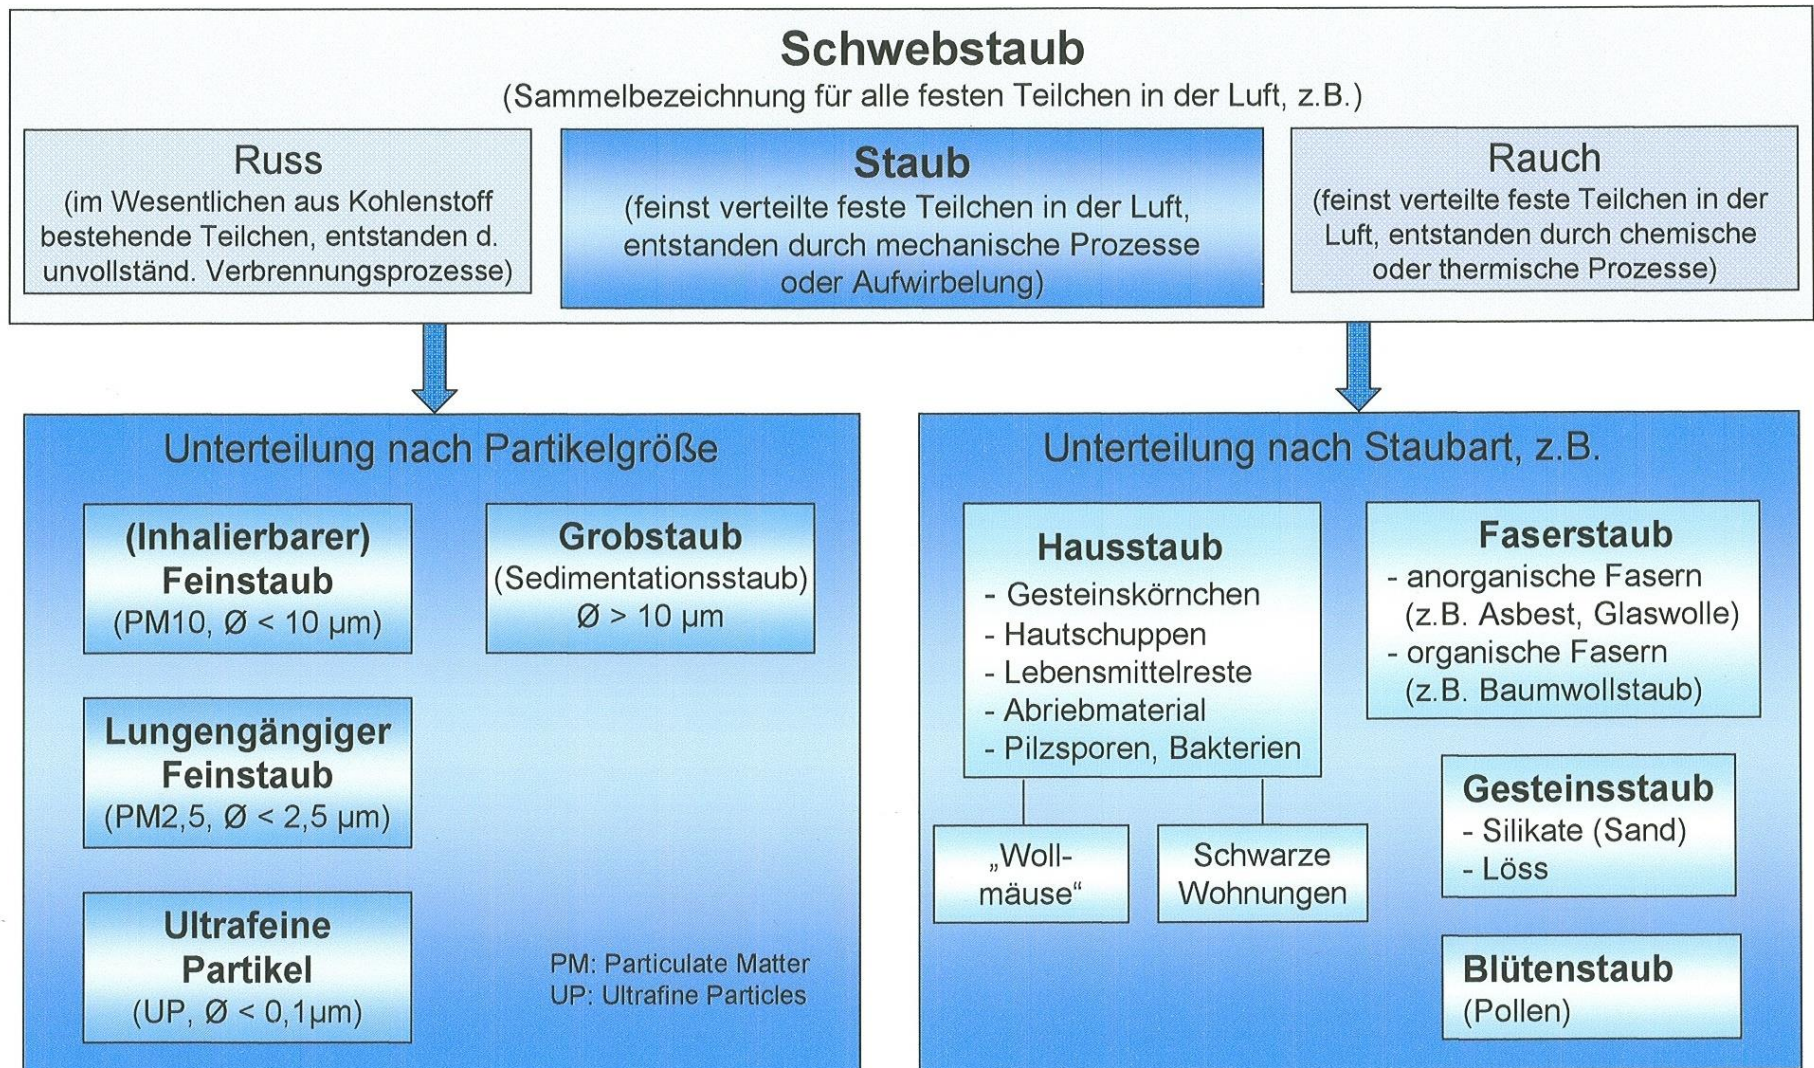 Schwebstaub
(Sammelbezeichnung für alle festen Teilchen in der Luft, z.B.)
Russ
(im Wesentlichen aus Kohlenstoff
bestehende Teilchen, entstanden d.
unvollständ. Verbrennungsprozesse)
Staub
(feinst verteilte feste Teilchen in der Luft,
entstanden durch mechanische Prozesse
oder Aufwirbelung)
Rauch
(feinst verteilte feste Teilchen in der
Luft, entstanden durch chemische
oder thermische Prozesse)
Unterteilung nach Partikelgröße
(Inhalierbarer)
Feinstaub
(PM10, Ø < 10 µm)
Grobstaub
(Sedimentationsstaub)
Ø > 10 µm
Lungengängiger
Feinstaub
(PM2,5, Ø < 2,5 µm)
Ultrafeine
Partikel
(UP, Ø < 0,1µm)
PM: Particulate Matter
UP: Ultrafine Particles
Unterteilung nach Staubart, z.B.
Hausstaub
- Gesteinskörnchen
- Hautschuppen
- Lebensmittelreste
- Abriebmaterial
- Pilzsporen, Bakterien
„Woll-
mäuse“
Schwarze
Wohnungen
Faserstaub
- anorganische Fasern
(z.B. Asbest, Glaswolle)
- organische Fasern
(z.B. Baumwollstaub)
Gesteinsstaub
- Silikate (Sand)
- Löss
Blütenstaub
(Pollen)